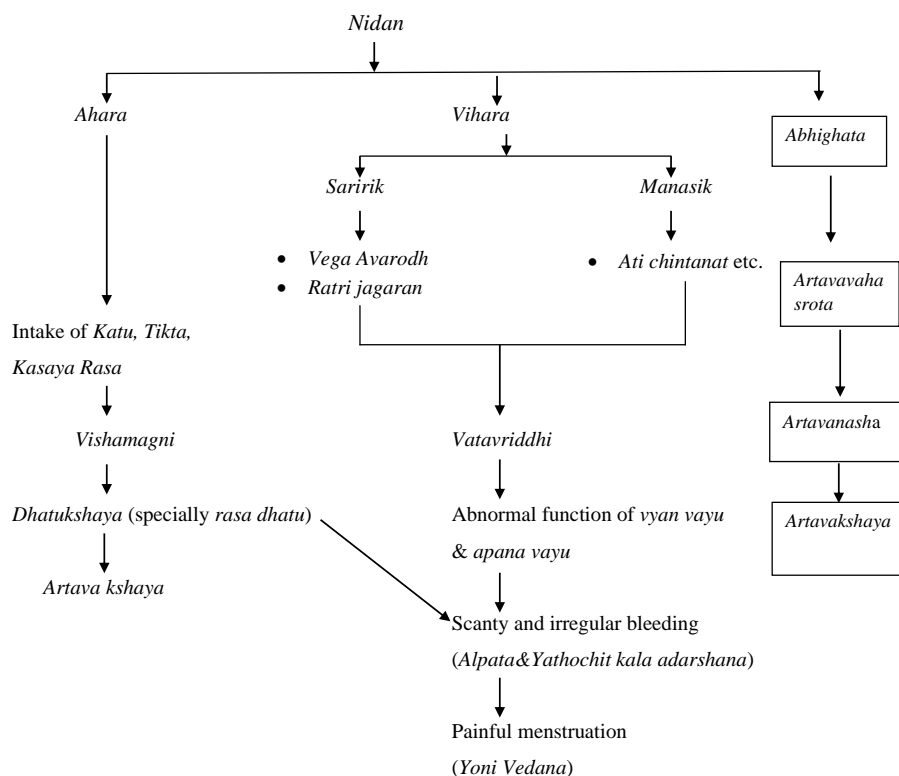 Nidan
Ahara
Vihara
Abhighata
Saririk
Manasik
• Vega Avarodh
• Ratri jagaran
• Ati chintanat etc.
Artavavaha
srota
Intake of Katu, Tikta,
Kasaya Rasa
Vishamagni
Vatavriddhi
Artavanasha
Dhatukshaya (specially rasa dhatu)
Abnormal function of vyan vayu
& apana vayu
Artavakshaya
Artava kshaya
Scanty and irregular bleeding
(Alpata&Yathochit kala adarshana)
Painful menstruation
(Yoni Vedana)